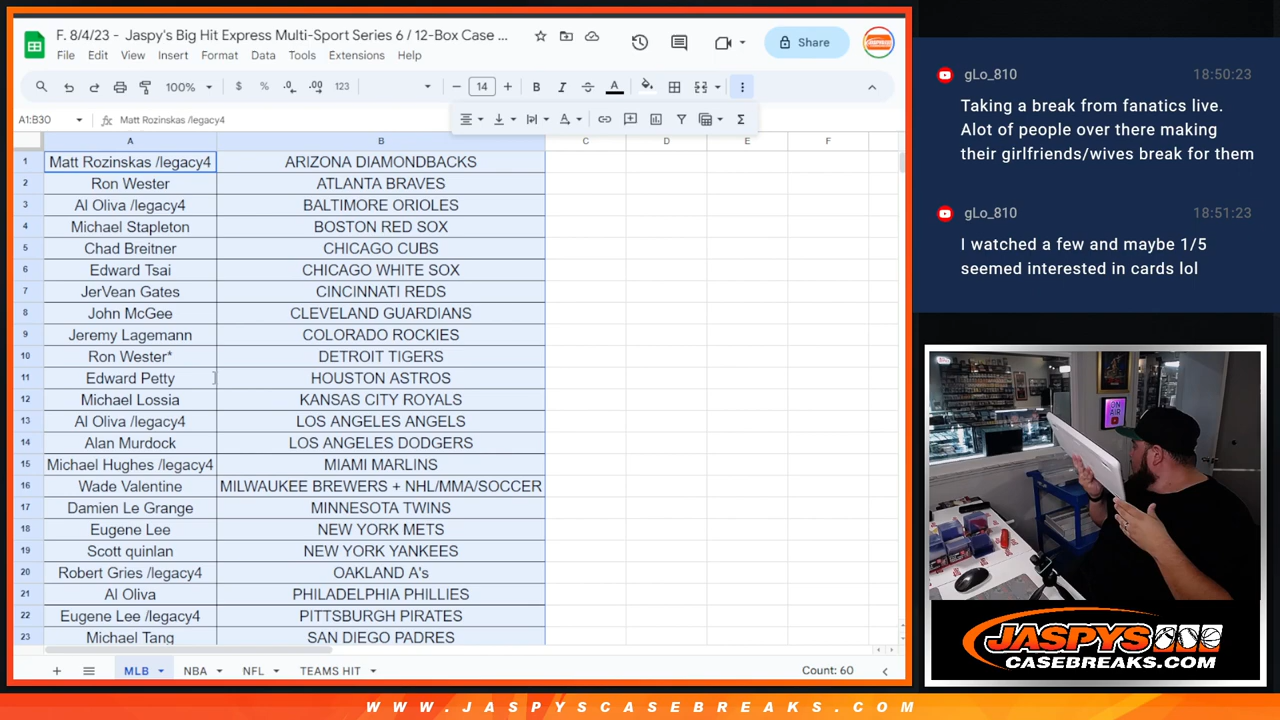 F. 8/4/23 - Jaspy's Big Hit Express Multi-Sport Series 6 / 12-Box Case ...
File Edit View Insert Format Data Tools Extensions Help
Share
100% $ % .0 .00 123 14 B I S A
A1:B30 fx Matt Rozinskas /legacy4
A B C D E F
1 Matt Rozinskas /legacy4 ARIZONA DIAMONDBACKS
2 Ron Wester ATLANTA BRAVES
3 Al Oliva /legacy4 BALTIMORE ORIOLES
4 Michael Stapleton BOSTON RED SOX
5 Chad Breitner CHICAGO CUBS
6 Edward Tsai CHICAGO WHITE SOX
7 JerVean Gates CINCINNATI REDS
8 John McGee CLEVELAND GUARDIANS
9 Jeremy Lagemann COLORADO ROCKIES
10 Ron Wester* DETROIT TIGERS
11 Edward Petty HOUSTON ASTROS
12 Michael Lossia KANSAS CITY ROYALS
13 Al Oliva /legacy4 LOS ANGELES ANGELS
14 Alan Murdock LOS ANGELES DODGERS
15 Michael Hughes /legacy4 MIAMI MARLINS
16 Wade Valentine MILWAUKEE BREWERS + NHL/MMA/SOCCER
17 Damien Le Grange MINNESOTA TWINS
18 Eugene Lee NEW YORK METS
19 Scott quinlan NEW YORK YANKEES
20 Robert Gries /legacy4 OAKLAND A's
21 Al Oliva PHILADELPHIA PHILLIES
22 Eugene Lee /legacy4 PITTSBURGH PIRATES
23 Michael Tang SAN DIEGO PADRES
MLB NBA NFL TEAMS HIT Count: 60
gLo_810 18:50:23
Taking a break from fanatics live.
Alot of people over there making
their girlfriends/wives break for them
gLo_810 18:51:23
I watched a few and maybe 1/5
seemed interested in cards lol
ON
AIR
JASPYS
CASEBREAKS.COM
WWW.JASPYSCASEBREAKS.COM